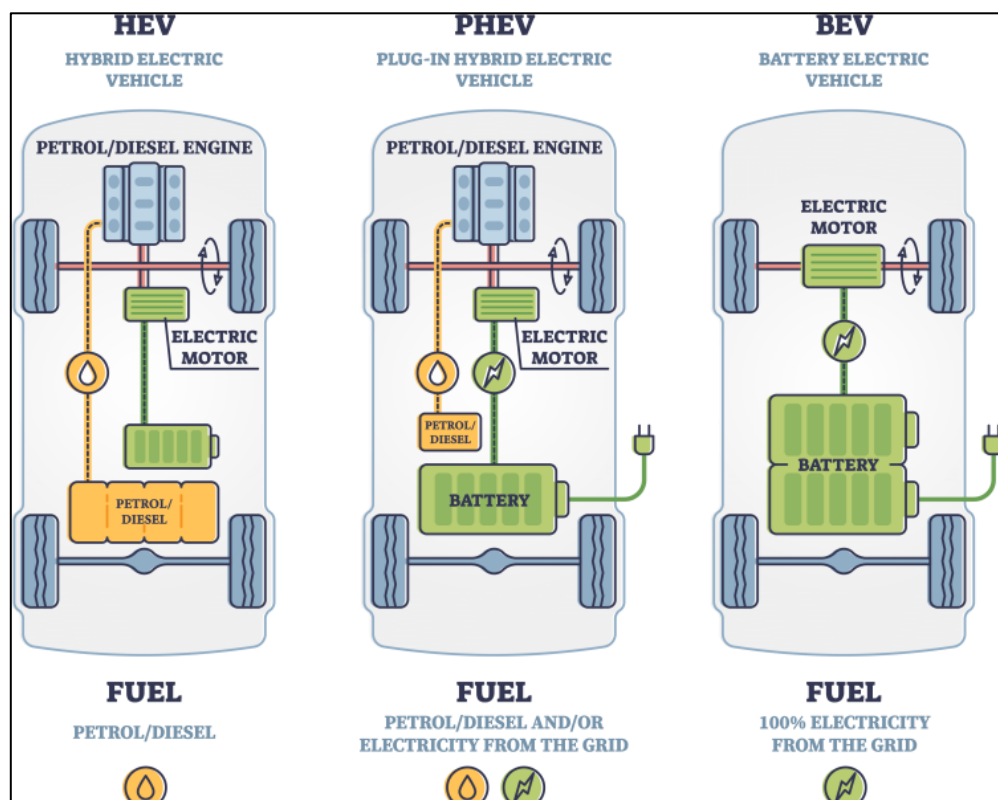 HEV
HYBRID ELECTRIC
VEHICLE
PETROL/DIESEL ENGINE
ELECTRIC
MOTOR
PETROL/
DIESEL
FUEL
PETROL/DIESEL
PHEV
PLUG-IN HYBRID ELECTRIC
VEHICLE
PETROL/DIESEL ENGINE
ELECTRIC
MOTOR
PETROL/
DIESEL
BATTERY
FUEL
PETROL/DIESEL AND/OR
ELECTRICITY FROM THE GRID
BEV
BATTERY ELECTRIC
VEHICLE
ELECTRIC
MOTOR
BATTERY
FUEL
100% ELECTRICITY
FROM THE GRID